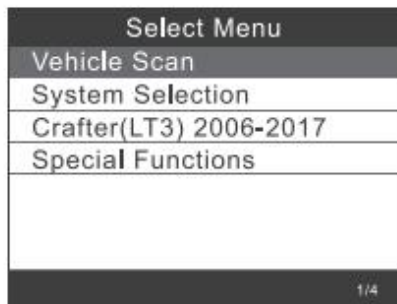 Select Menu
Vehicle Scan
System Selection
Crafter(LT3) 2006-2017
Special Functions
1/4